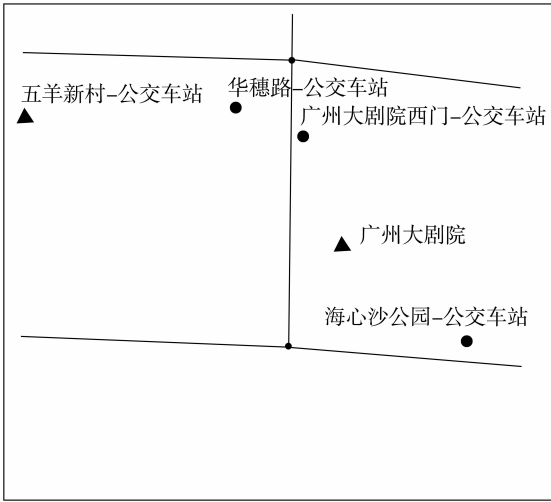 五羊新村–公交车站
华穗路–公交车站
广州大剧院西门–公交车站
广州大剧院
海心沙公园–公交车站